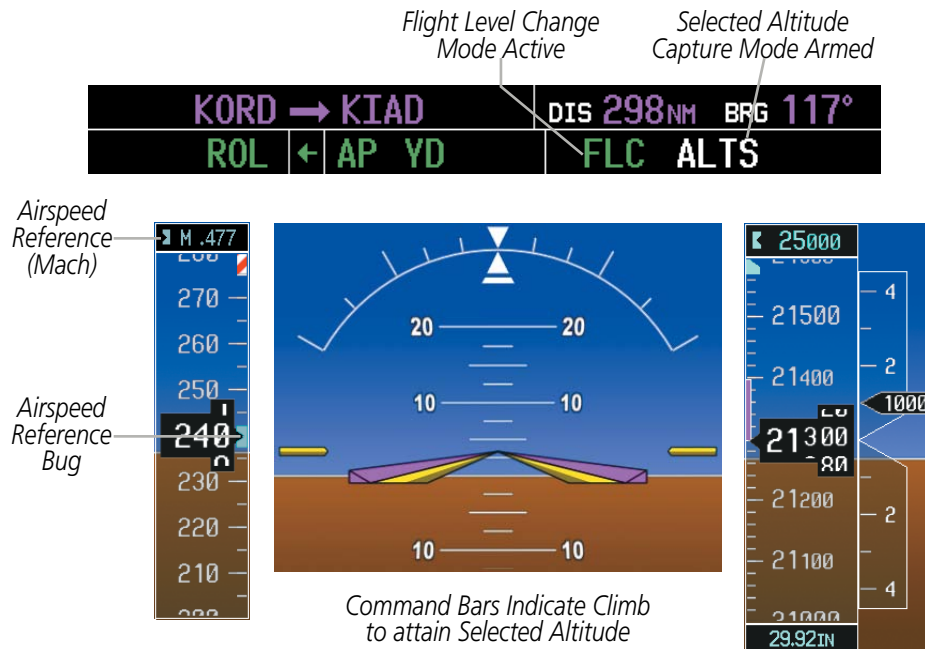 Flight Level Change
Mode Active
Selected Altitude
Capture Mode Armed
KORD → KIAD
DIS 298NM BRG 117°
ROL ← AP YD
FLC ALTS
Airspeed
Reference
(Mach)
M .477
270
260
250
240
230
220
210
Airspeed
Reference
Bug
20 20
10 10
10 10
25000
21500
21400
21300
20
80
21200
21100
21000
29.92IN
4
2
1000
2
4
Command Bars Indicate Climb
to attain Selected Altitude